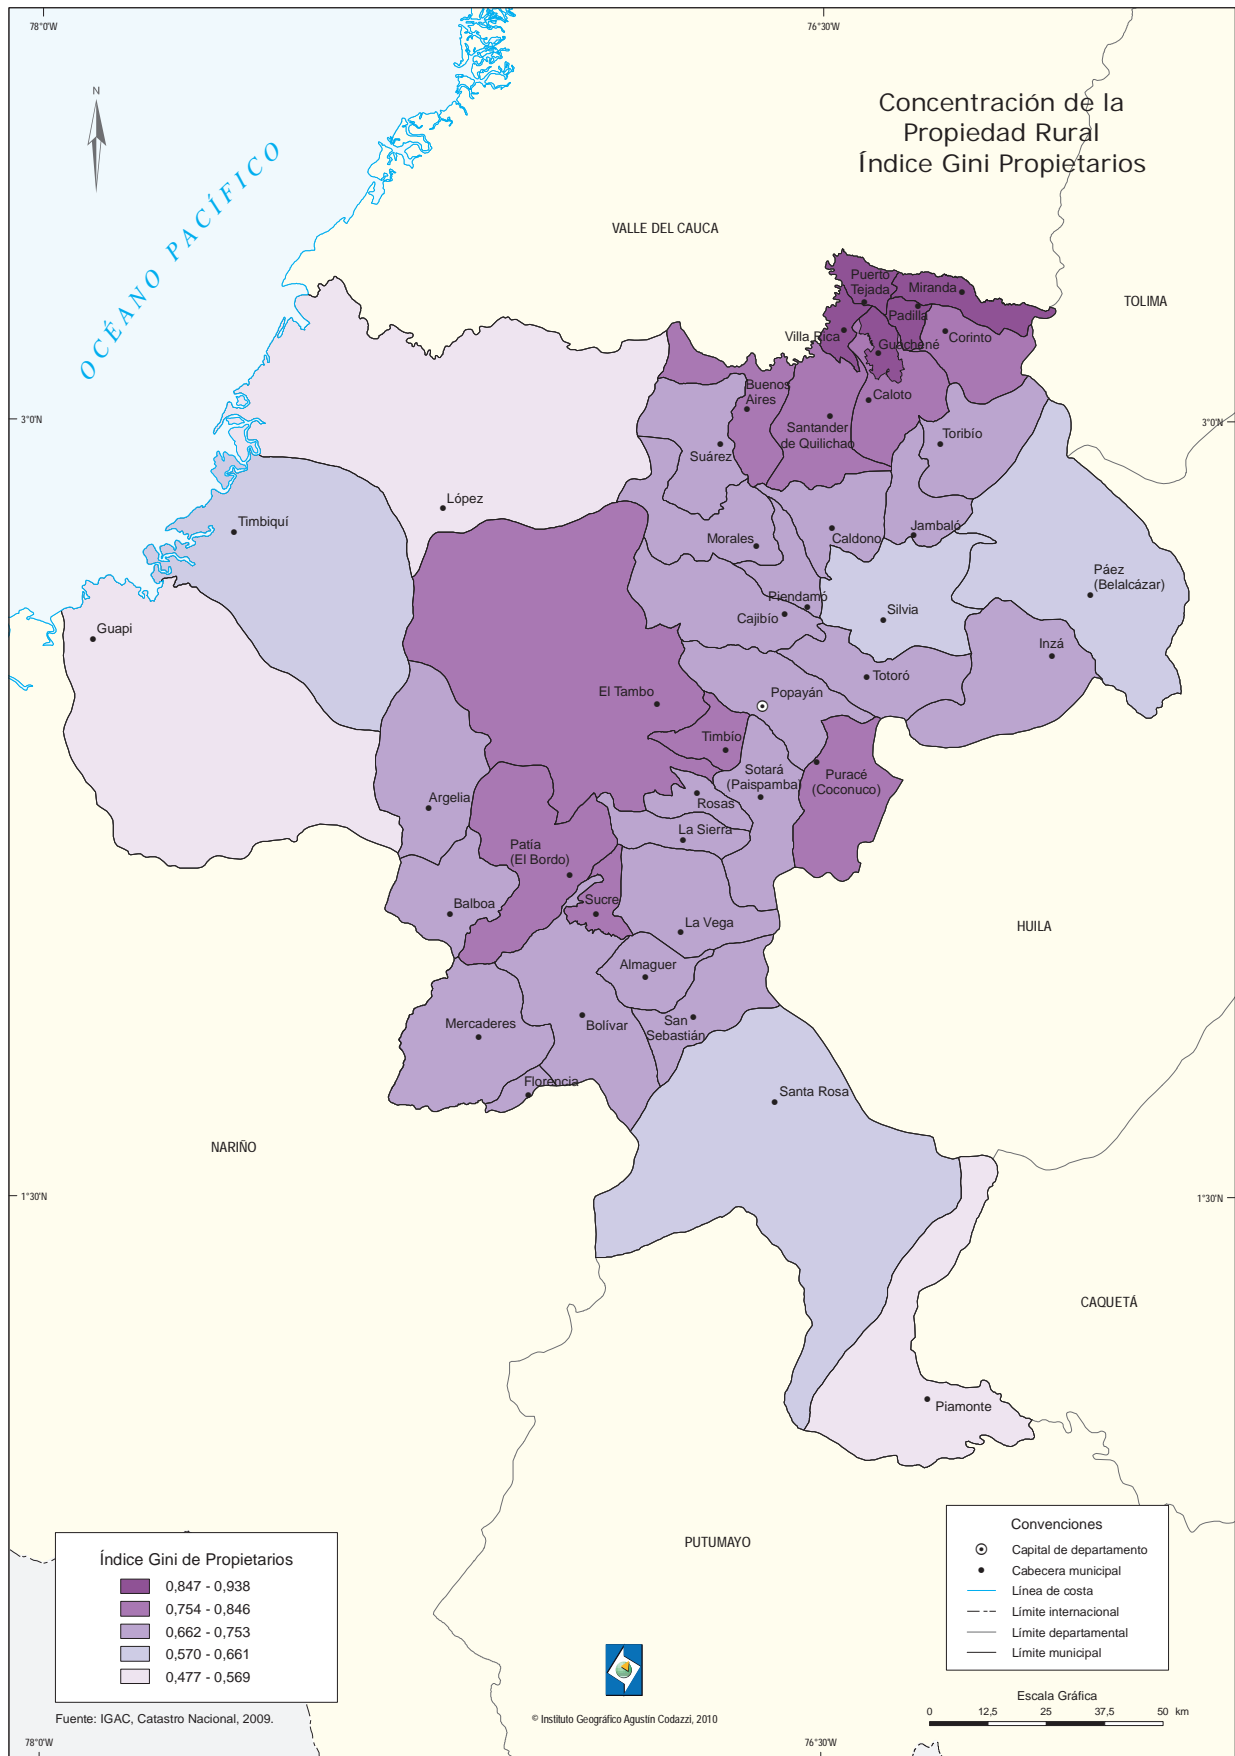 78°0'W
76°30'W
N
Concentración de la
Propiedad Rural
Índice Gini Propietarios
OCÉANO PACÍFICO
VALLE DEL CAUCA
TOLIMA
Puerto
Tejada
Miranda
Padilla
Villa Rica
Guachené
Corinto
Buenos
Aires
Caloto
3°0'N
3°0'N
Santander
de Quilichao
Toribío
Suárez
López
Timbiquí
Morales
Caldono
Jambaló
Páez
(Belalcázar)
Piendamó
Cajibío
Silvia
Guapi
Inzá
Totoró
El Tambo
Popayán
Timbío
Sotará
(Paispamba)
Puracé
(Coconuco)
Argelia
Rosas
La Sierra
Patía
(El Bordo)
Balboa
Sucre
La Vega
HUILA
Almaguer
Mercaderes
Bolívar
San
Sebastián
Florencia
Santa Rosa
NARIÑO
1°30'N
1°30'N
CAQUETÁ
Piamonte
PUTUMAYO
Índice Gini de Propietarios
0,847 - 0,938
0,754 - 0,846
0,662 - 0,753
0,570 - 0,661
0,477 - 0,569
Fuente: IGAC, Catastro Nacional, 2009.
© Instituto Geográfico Agustín Codazzi, 2010
Convenciones
Capital de departamento
Cabecera municipal
Línea de costa
Límite internacional
Límite departamental
Límite municipal
Escala Gráfica
0 12,5 25 37,5 50 km
78°0'W
76°30'W